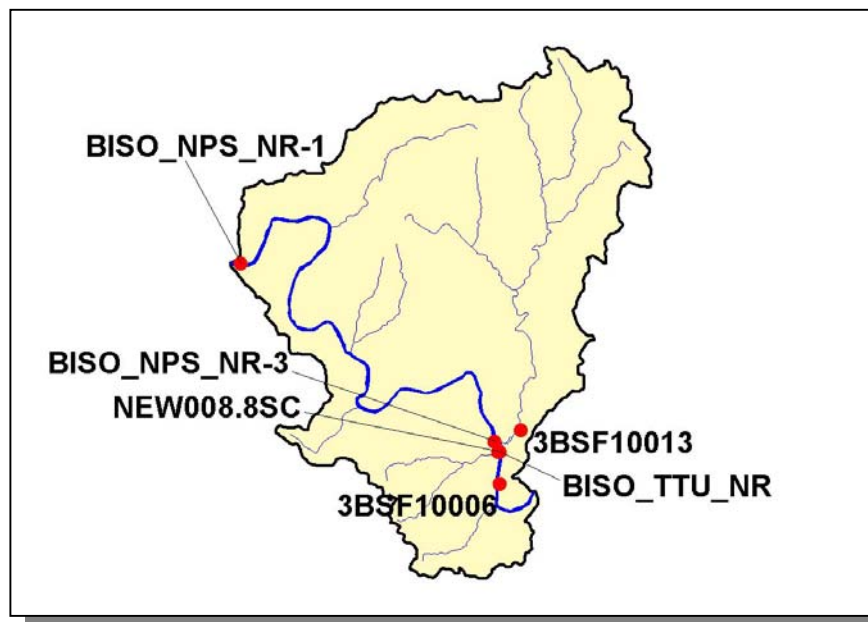 BISO_NPS_NR-1
BISO_NPS_NR-3
NEW008.8SC
3BSF10013
BISO_TTU_NR
3BSF10006